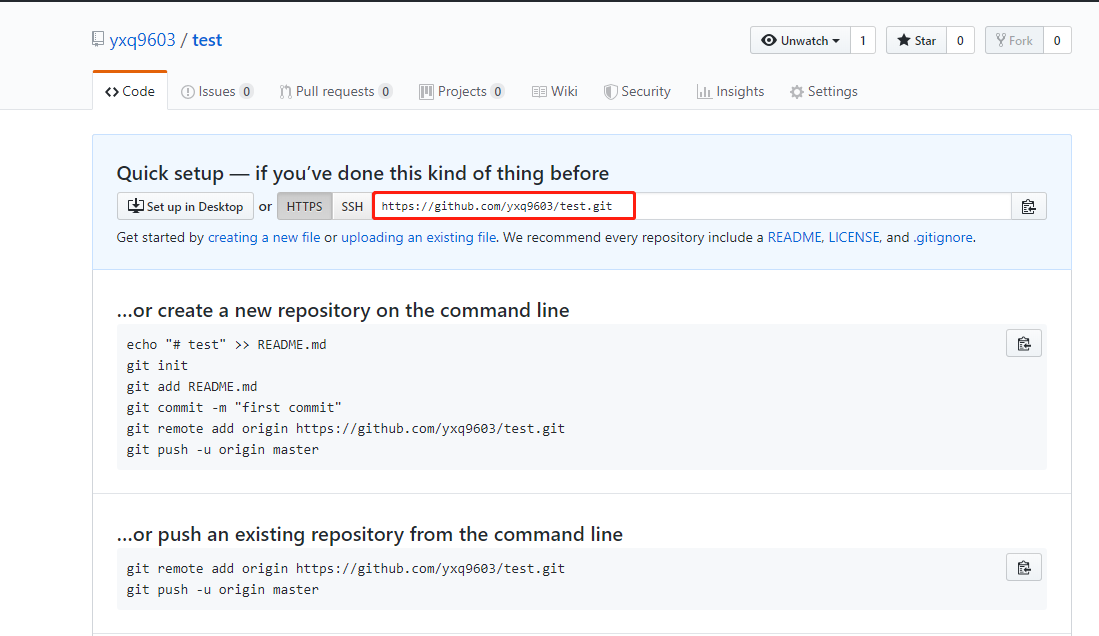 yxq9603 / test
Unwatch 1 Star 0 Fork 0
Code Issues 0 Pull requests 0 Projects 0 Wiki Security Insights Settings
Quick setup — if you’ve done this kind of thing before
Set up in Desktop or HTTPS SSH https://github.com/yxq9603/test.git
Get started by creating a new file or uploading an existing file. We recommend every repository include a README, LICENSE, and .gitignore.
…or create a new repository on the command line
echo "# test" >> README.md
git init
git add README.md
git commit -m "first commit"
git remote add origin https://github.com/yxq9603/test.git
git push -u origin master
…or push an existing repository from the command line
git remote add origin https://github.com/yxq9603/test.git
git push -u origin master